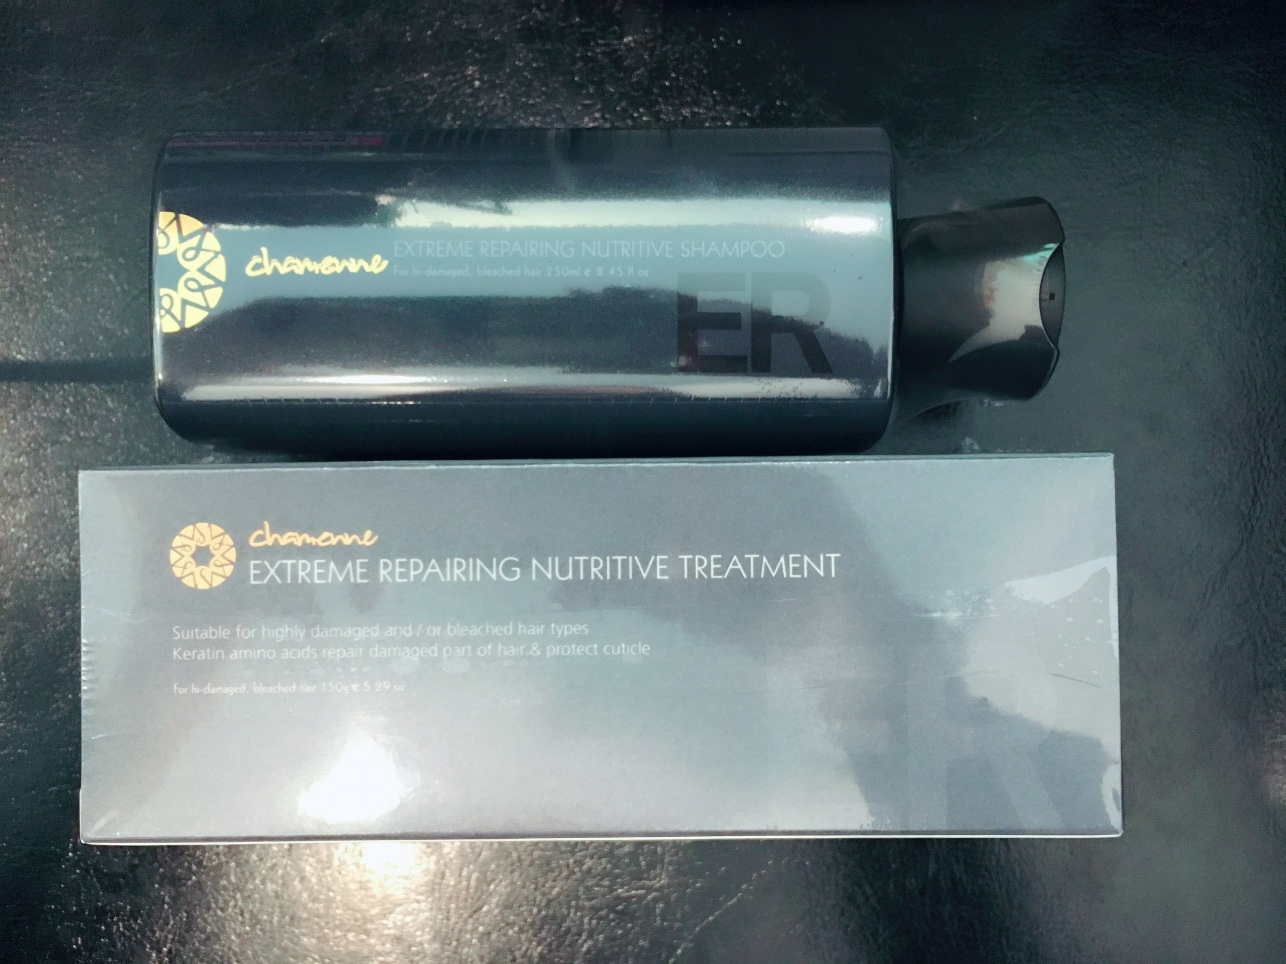 chamonne
EXTREME REPAIRING NUTRITIVE SHAMPOO
For hi-damaged, bleached hair 250ml e 8.45 fl oz
ER
chamonne
EXTREME REPAIRING NUTRITIVE TREATMENT
Suitable for highly damaged and / or bleached hair types
Keratin amino acids repair damaged part of hair & protect cuticle
For hi-damaged, bleached hair 150g e 5.29 oz
ER